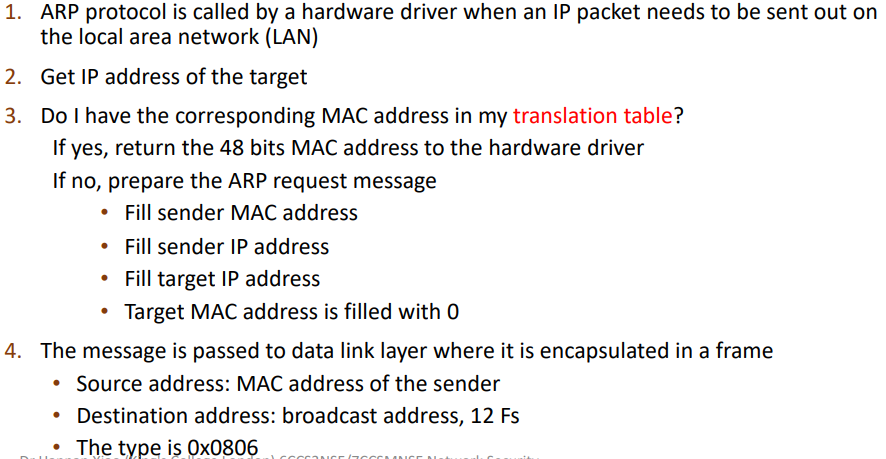 1. ARP protocol is called by a hardware driver when an IP packet needs to be sent out on
the local area network (LAN)
2. Get IP address of the target
3. Do I have the corresponding MAC address in my translation table?
If yes, return the 48 bits MAC address to the hardware driver
If no, prepare the ARP request message
• Fill sender MAC address
• Fill sender IP address
• Fill target IP address
• Target MAC address is filled with 0
4. The message is passed to data link layer where it is encapsulated in a frame
• Source address: MAC address of the sender
• Destination address: broadcast address, 12 Fs
• The type is 0x0806
Network Security